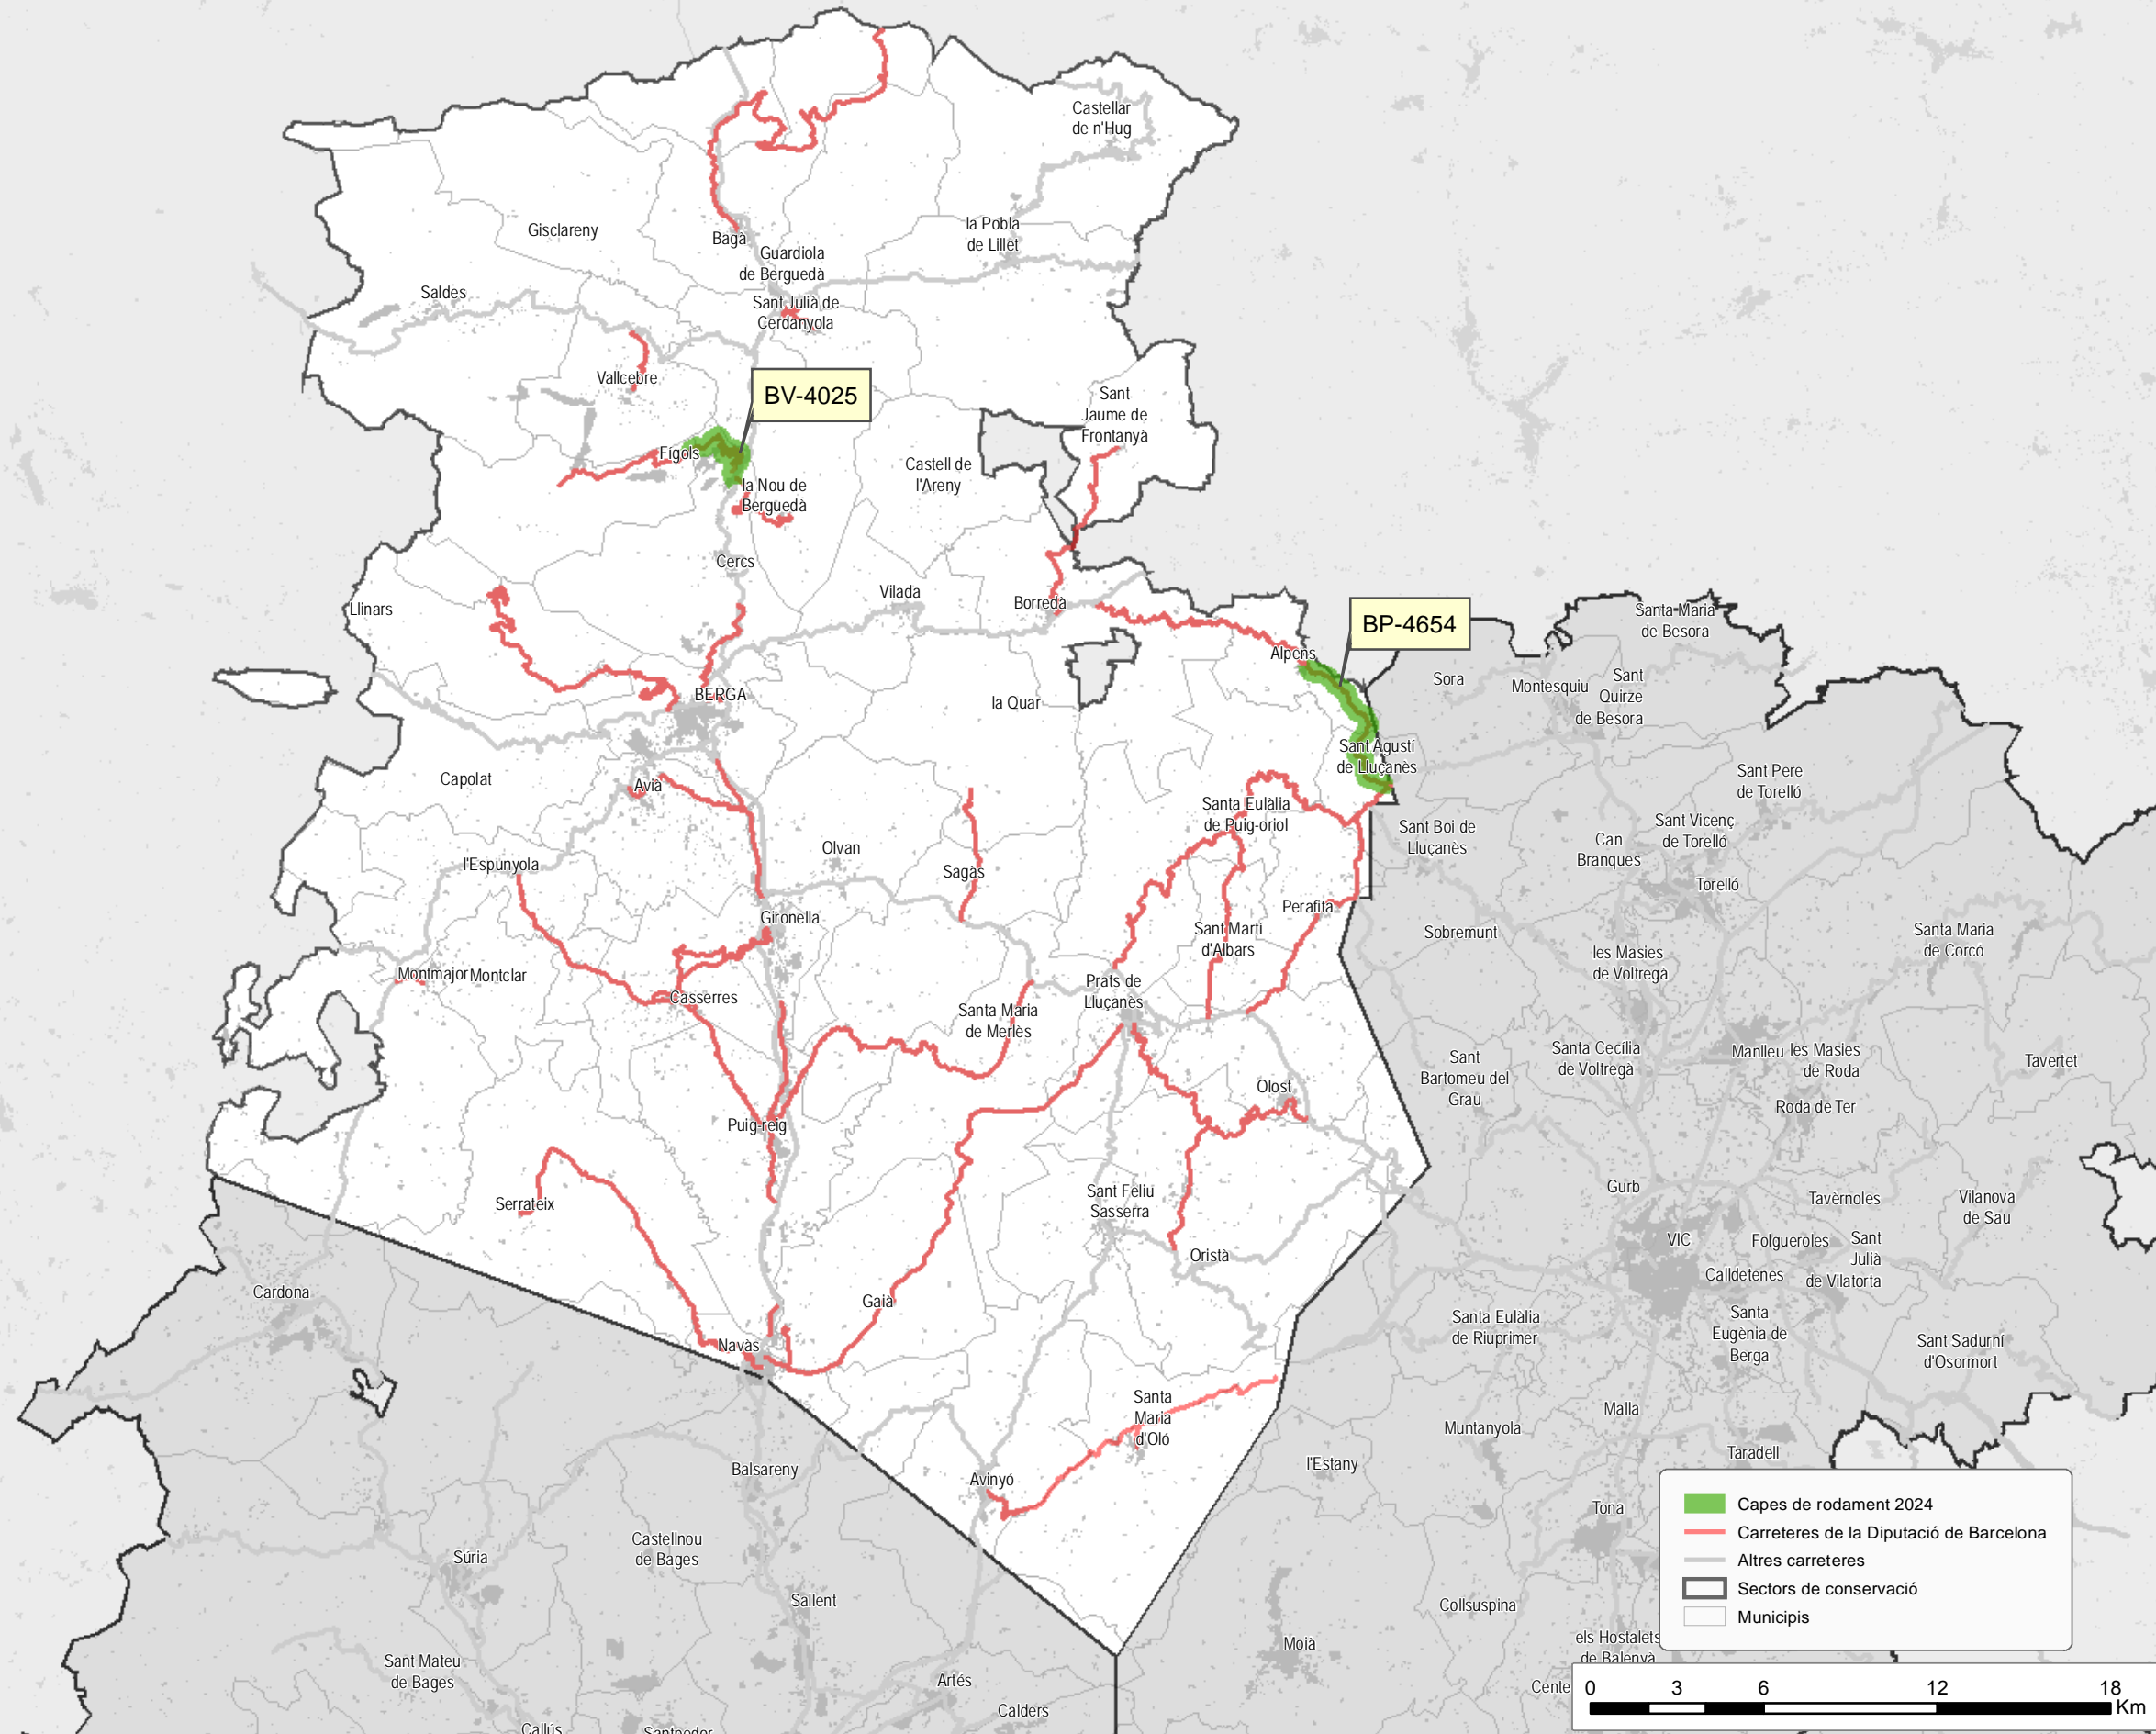 Castellar
de n'Hug
la Pobla
de Lillet
Gisclareny
Bagà
Guardiola
de Berguedà
Saldes
Sant Julià de
Cerdanyola
Vallcebre
BV-4025
Sant
Jaume de
Frontanyà
Fígols
Castell de
l'Areny
la Nou de
Berguedà
Cercs
Vilada
Borredà
Llinars
BP-4654
Santa Maria
de Besora
Alpens
Sora
Montesquiu
Sant
Quirze
de Besora
BERGA
la Quar
Sant Agustí
de Lluçanès
Capolat
Avià
Sant Pere
de Torelló
Santa Eulàlia
de Puig-oriol
Sant Boi de
Lluçanès
Can
Branques
Sant Vicenç
de Torelló
Olvan
l'Espunyola
Sagàs
Torelló
Gironella
Perafita
Sant Martí
d'Albars
Sobremunt
Santa Maria
de Corcó
les Masies
de Voltregà
Montmajor
Montclar
Casserres
Prats de
Lluçanès
Santa Maria
de Merlès
Sant
Bartomeu del
Grau
Santa Cecília
de Voltregà
Manlleu
les Masies
de Roda
Tavertet
Olost
Roda de Ter
Puig-reig
Serrateix
Sant Feliu
Sasserra
Gurb
Tavèrnoles
Vilanova
de Sau
Oristà
VIC
Folgueroles
Sant
Julià
de Vilatorta
Calldetenes
Cardona
Gaià
Santa Eulàlia
de Riuprimer
Santa
Eugènia de
Berga
Sant Sadurní
d'Osormort
Navàs
Santa
Maria
d'Oló
Malla
Muntanyola
Taradell
Balsareny
Avinyó
l'Estany
Tona
Castellnou
de Bages
Súria
Sallent
Collsuspina
els Hostalets
de Balenyà
Moià
Sant Mateu
de Bages
Artés
Calders
Cente
Callús
Santpedor
Capes de rodament 2024
Carreteres de la Diputació de Barcelona
Altres carreteres
Sectors de conservació
Municipis
0 3 6 12 18
Km